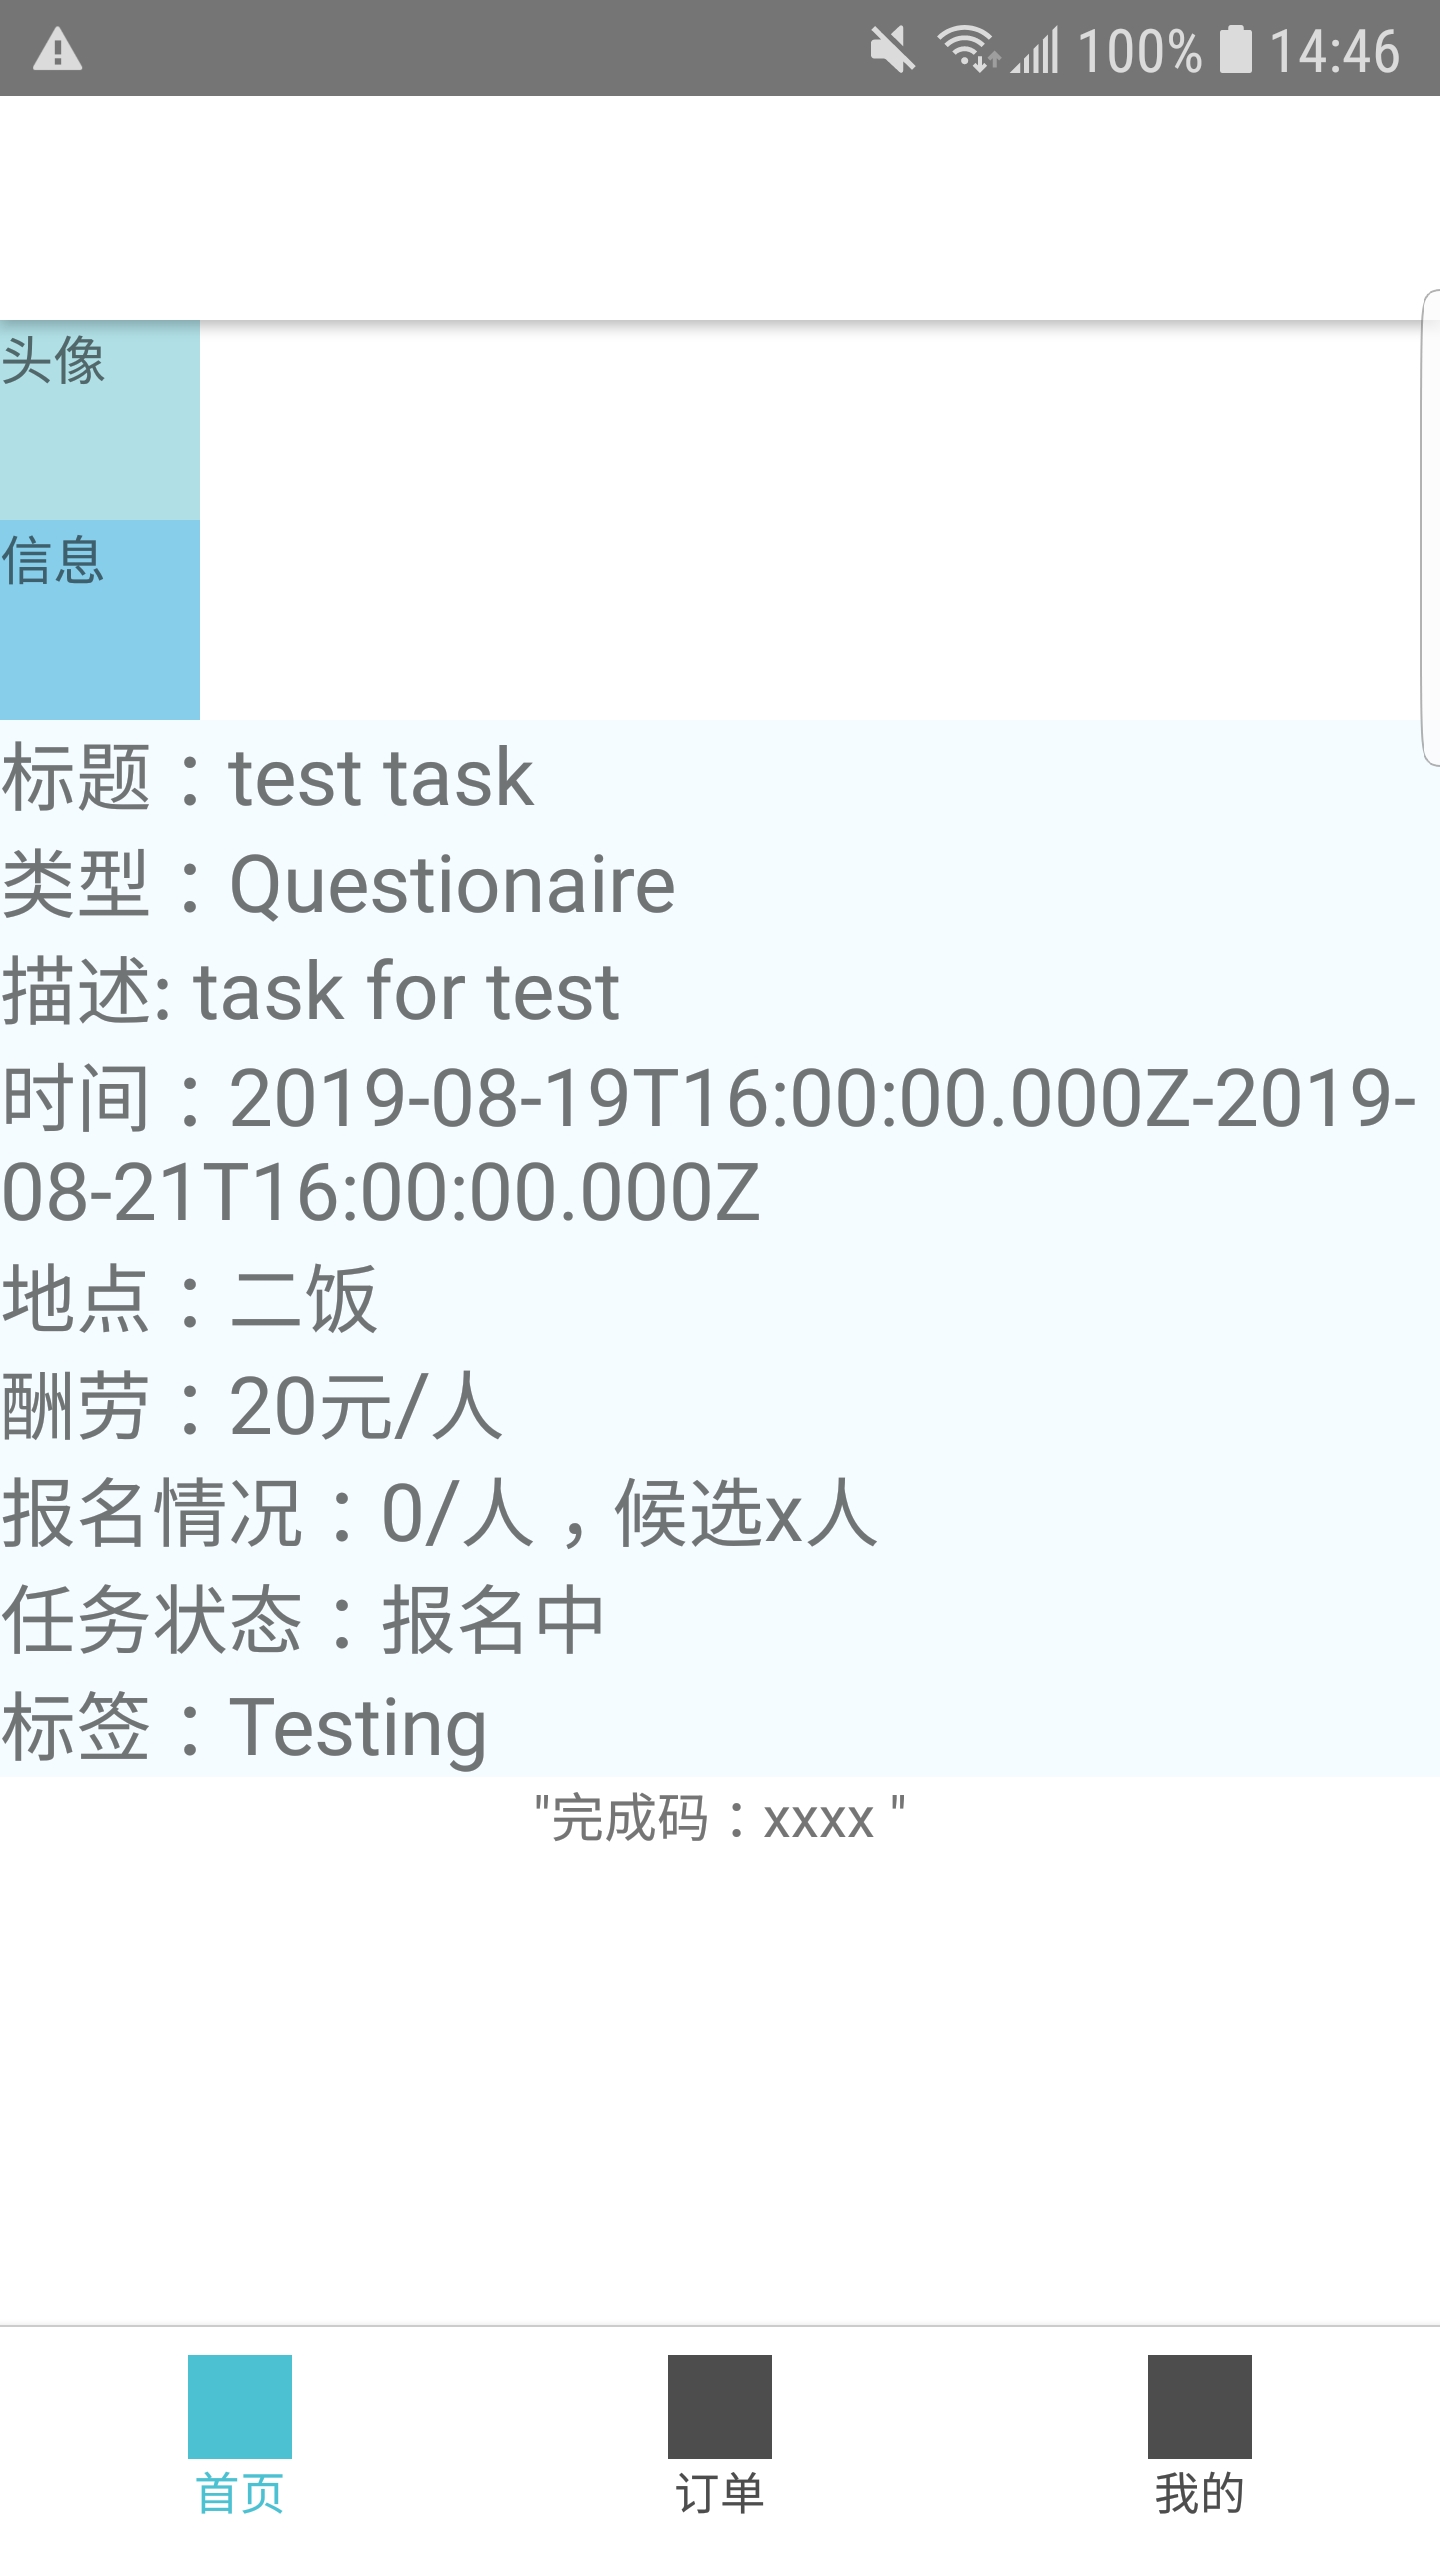 100% 14:46
头像
信息
标题：test task
类型：Questionaire
描述: task for test
时间：2019-08-19T16:00:00.000Z-2019-
08-21T16:00:00.000Z
地点：二饭
酬劳：20元/人
报名情况：0/人，候选x人
任务状态：报名中
标签：Testing
"完成码：xxxx "
首页 订单 我的